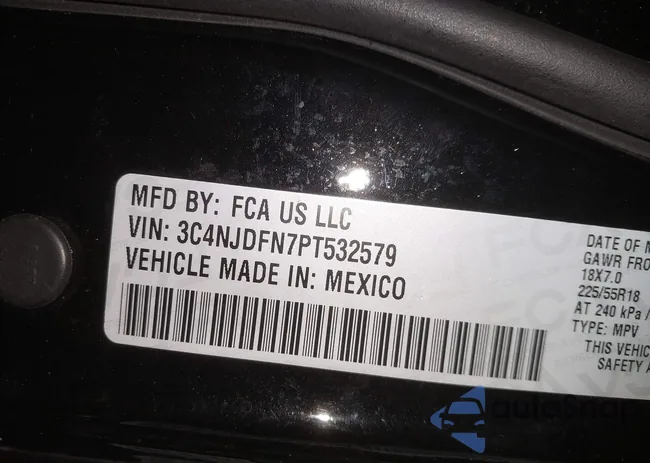 MFD BY: FCA US LLC
VIN: 3C4NJDFN7PT532579
VEHICLE MADE IN: MEXICO
DATE OF M
GAWR FRO
18X7.0
225/55R18
AT 240 kPa /
TYPE: MPV
THIS VEHIC
SAFETY A
autoSnap